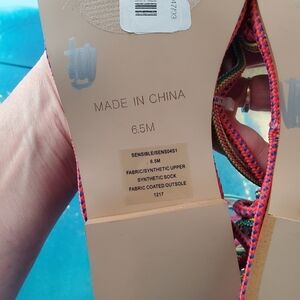 MADE IN CHINA
6.5M
SENSIBLE/SENS04S1
6.5M
FABRIC/SYNTHETIC UPPER
SYNTHETIC SOCK
FABRIC COATED OUTSOLE
1217